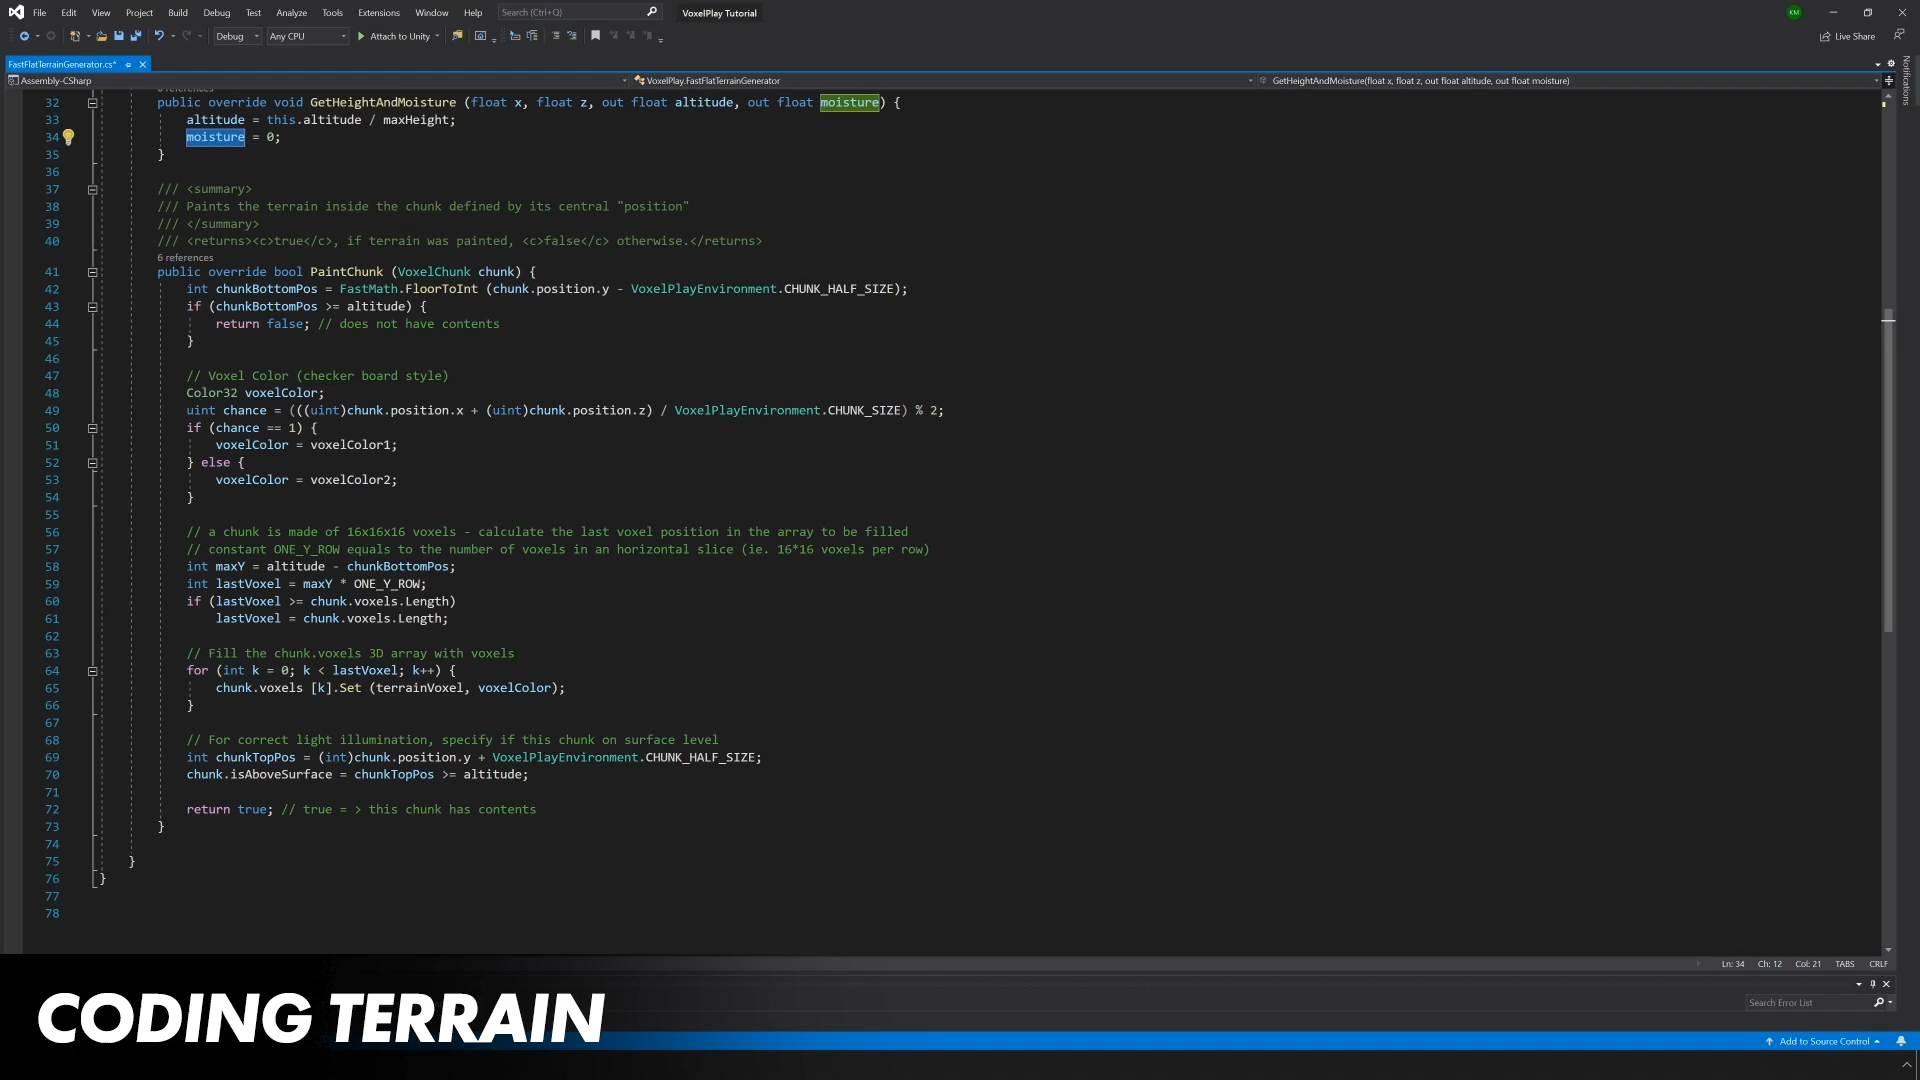 File Edit View Project Build Debug Test Analyze Tools Extensions Window Help Search (Ctrl+Q) VoxelPlay Tutorial KM
Debug Any CPU Attach to Unity Live Share
FastFlatTerrainGenerator.cs*
Assembly-CSharp VoxelPlay.FastFlatTerrainGenerator GetHeightAndMoisture(float x, float z, out float altitude, out float moisture)
Notifications
32 public override void GetHeightAndMoisture (float x, float z, out float altitude, out float moisture) {
33 altitude = this.altitude / maxHeight;
34 moisture = 0;
35 }
36
37 /// <summary>
38 /// Paints the terrain inside the chunk defined by its central "position"
39 /// </summary>
40 /// <returns><c>true</c>, if terrain was painted, <c>false</c> otherwise.</returns>
6 references
41 public override bool PaintChunk (VoxelChunk chunk) {
42 int chunkBottomPos = FastMath.FloorToInt (chunk.position.y - VoxelPlayEnvironment.CHUNK_HALF_SIZE);
43 if (chunkBottomPos >= altitude) {
44 return false; // does not have contents
45 }
46
47 // Voxel Color (checker board style)
48 Color32 voxelColor;
49 uint chance = (((uint)chunk.position.x + (uint)chunk.position.z) / VoxelPlayEnvironment.CHUNK_SIZE) % 2;
50 if (chance == 1) {
51 voxelColor = voxelColor1;
52 } else {
53 voxelColor = voxelColor2;
54 }
55
56 // a chunk is made of 16x16x16 voxels - calculate the last voxel position in the array to be filled
57 // constant ONE_Y_ROW equals to the number of voxels in an horizontal slice (ie. 16*16 voxels per row)
58 int maxY = altitude - chunkBottomPos;
59 int lastVoxel = maxY * ONE_Y_ROW;
60 if (lastVoxel >= chunk.voxels.Length)
61 lastVoxel = chunk.voxels.Length;
62
63 // Fill the chunk.voxels 3D array with voxels
64 for (int k = 0; k < lastVoxel; k++) {
65 chunk.voxels [k].Set (terrainVoxel, voxelColor);
66 }
67
68 // For correct light illumination, specify if this chunk on surface level
69 int chunkTopPos = (int)chunk.position.y + VoxelPlayEnvironment.CHUNK_HALF_SIZE;
70 chunk.isAboveSurface = chunkTopPos >= altitude;
71
72 return true; // true = > this chunk has contents
73 }
74
75 }
76 }
77
78
Ln: 34 Ch: 12 Col: 21 TABS CRLF
Search Error List
CODING TERRAIN
Add to Source Control